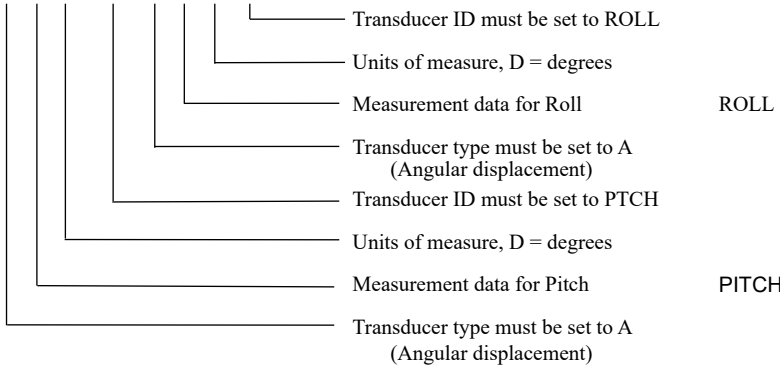 Transducer ID must be set to ROLL
Units of measure, D = degrees
Measurement data for Roll ROLL
Transducer type must be set to A
(Angular displacement)
Transducer ID must be set to PTCH
Units of measure, D = degrees
Measurement data for Pitch PITCH
Transducer type must be set to A
(Angular displacement)